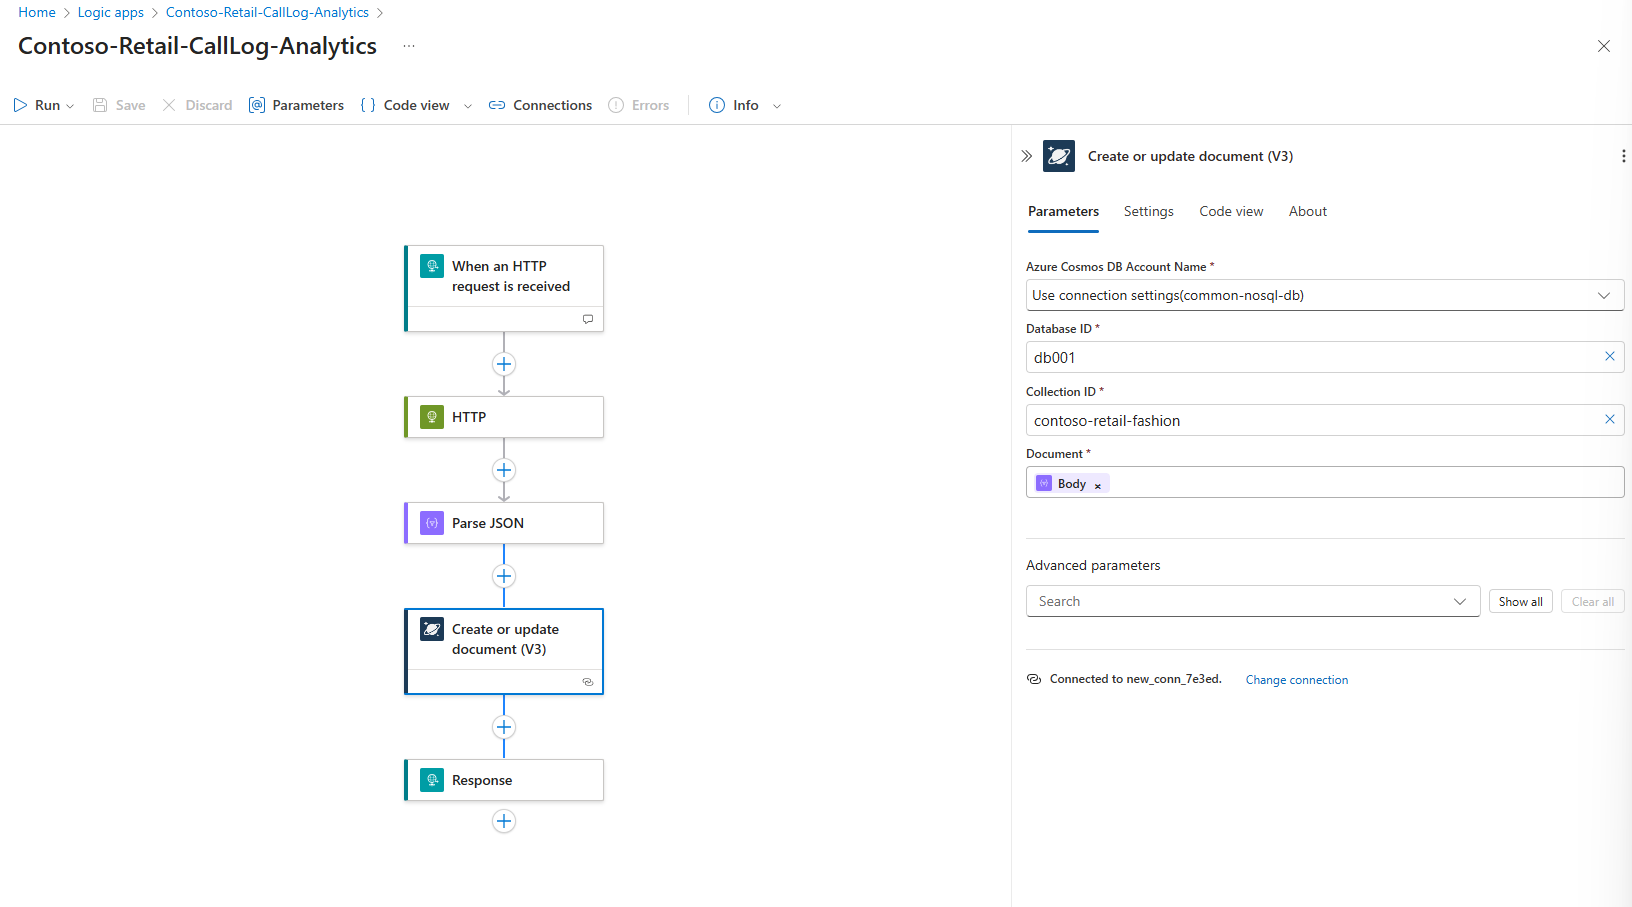 Home > Logic apps > Contoso-Retail-CallLog-Analytics >
Contoso-Retail-CallLog-Analytics ...
Run Save Discard Parameters Code view Connections Errors Info
When an HTTP
request is received
HTTP
Parse JSON
Create or update
document (V3)
Response
Create or update document (V3)
Parameters Settings Code view About
Azure Cosmos DB Account Name *
Use connection settings(common-nosql-db)
Database ID *
db001
Collection ID *
contoso-retail-fashion
Document *
Body
Advanced parameters
Search Show all Clear all
Connected to new_conn_7e3ed. Change connection